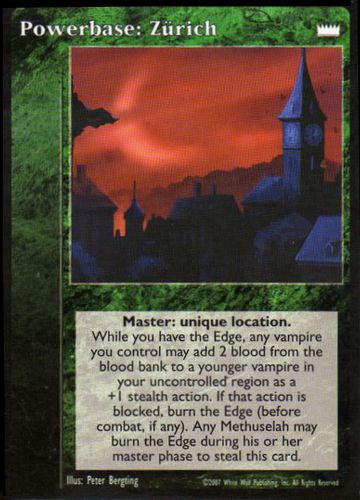 Powerbase: Zürich
Master: unique location.
While you have the Edge, any vampire
you control may add 2 blood from the
blood bank to a younger vampire in
your uncontrolled region as a
+1 stealth action. If that action is
blocked, burn the Edge (before
combat, if any). Any Methuselah may
burn the Edge during his or her
master phase to steal this card.
Illus: Peter Bergting
©2007 White Wolf Publishing, Inc. All Rights Reserved